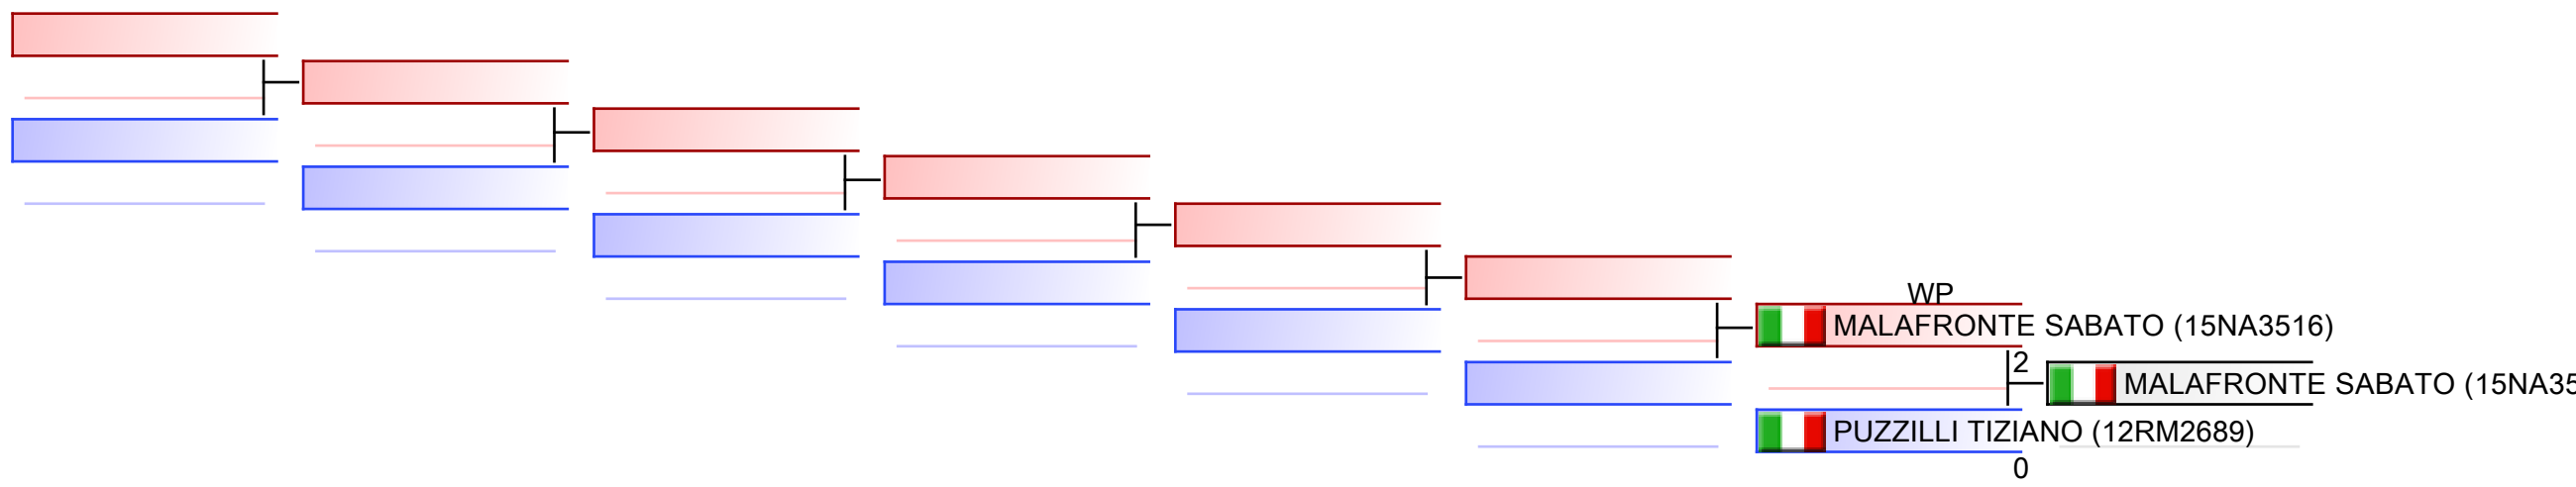 WP
MALAFRONTE SABATO (15NA3516)
2
MALAFRONTE SABATO (15NA35
PUZZILLI TIZIANO (12RM2689)
0